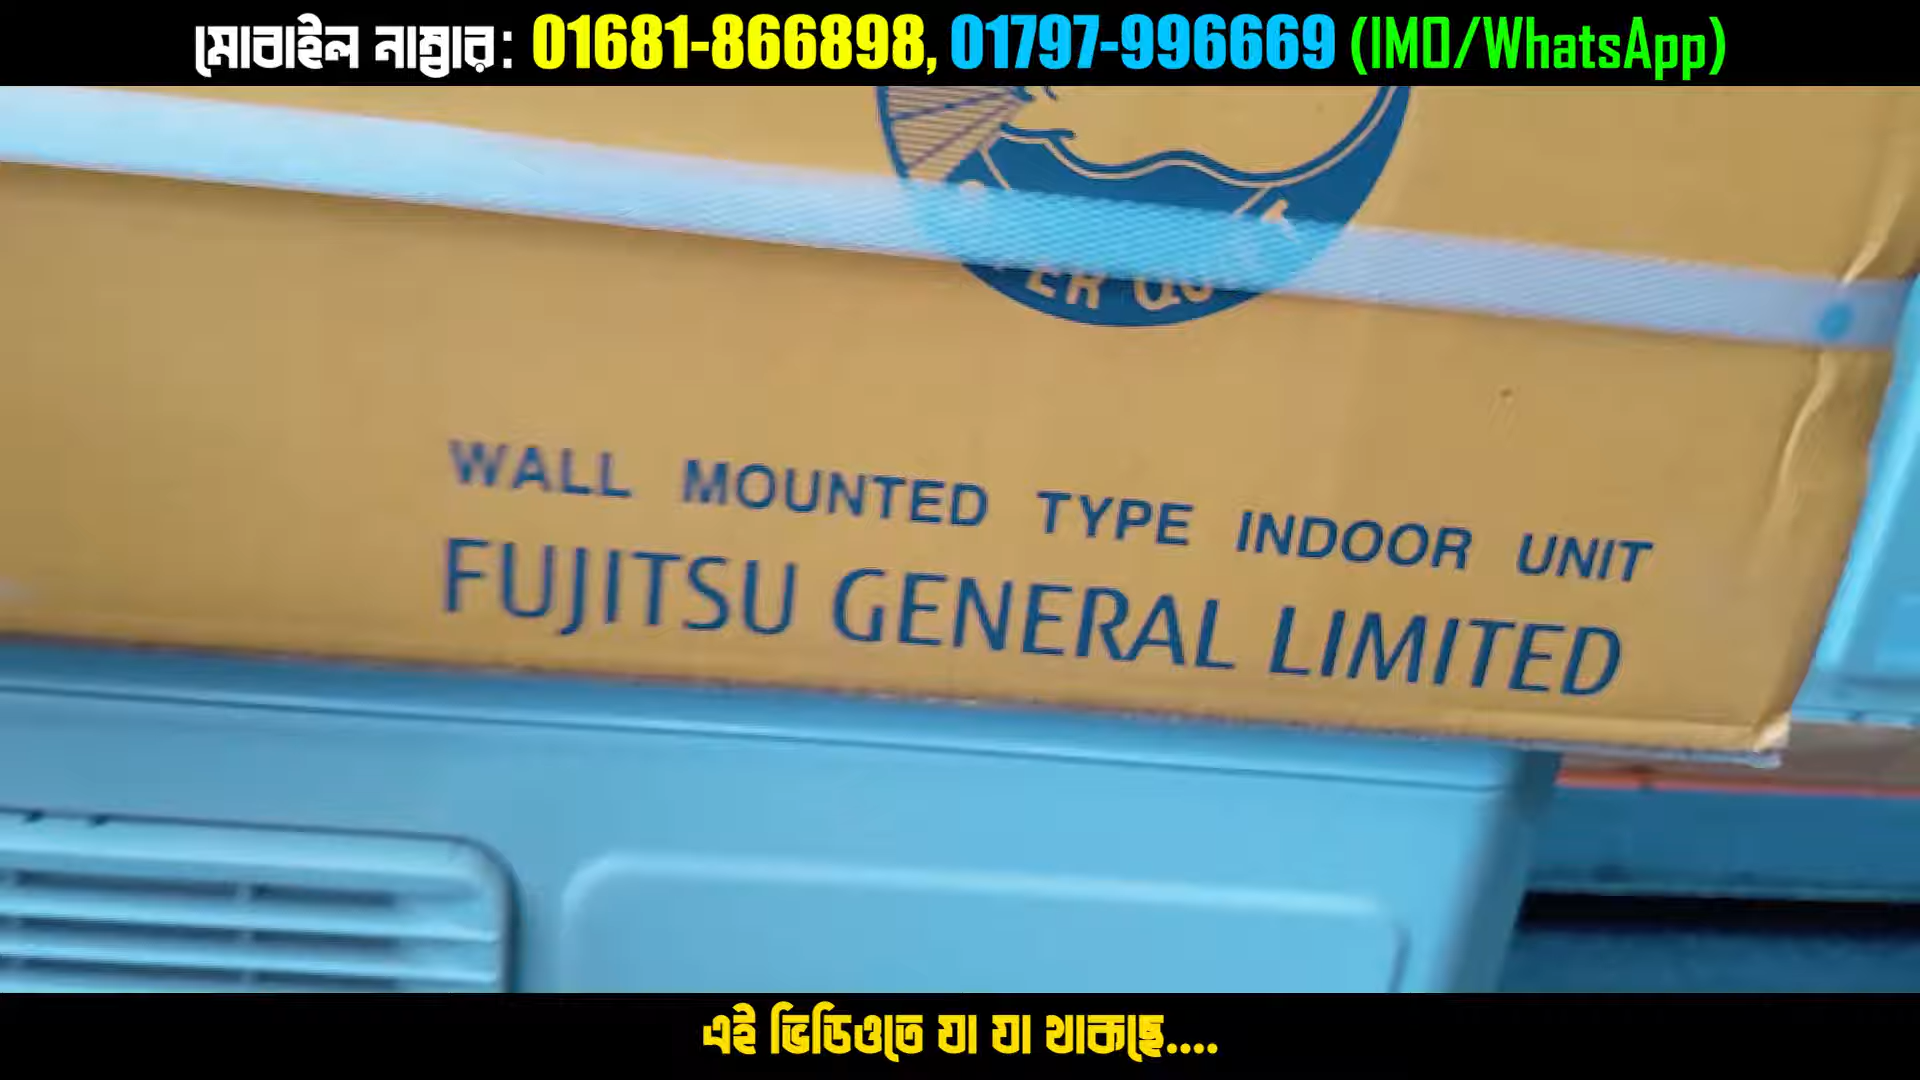 মোবাইল নাম্বার: 01681-866898, 01797-996669 (IMO/WhatsApp)
WALL MOUNTED TYPE INDOOR UNIT
FUJITSU GENERAL LIMITED
এই ভিডিওতে যা যা থাকছে....